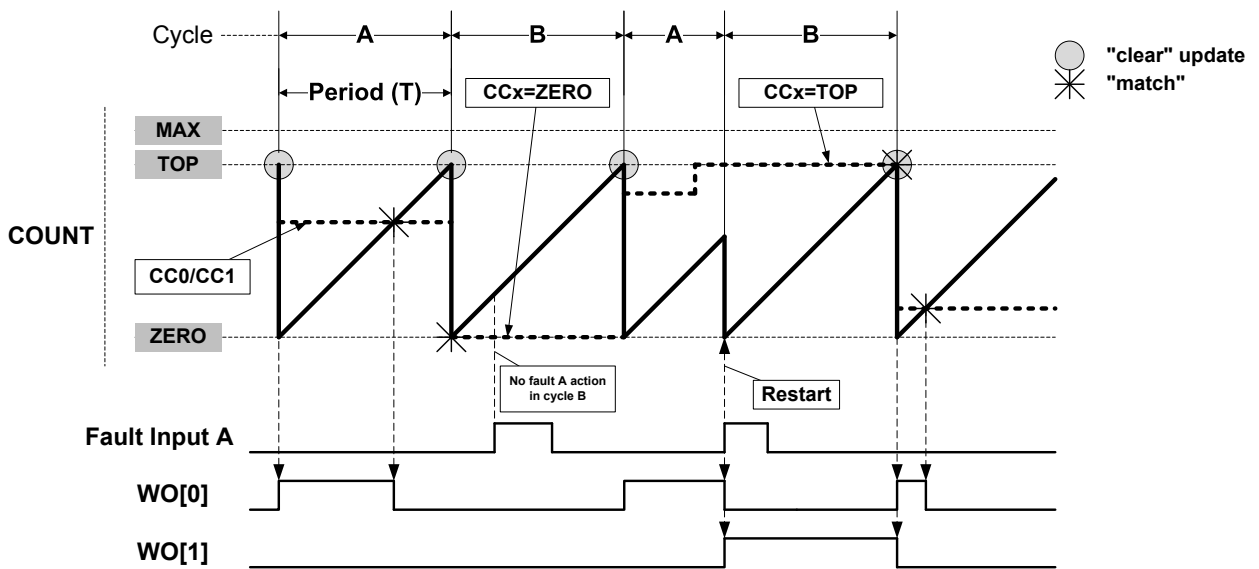 Cycle
A
B
A
B
"clear" update
"match"
Period (T)
CCx=ZERO
CCx=TOP
MAX
TOP
COUNT
CC0/CC1
ZERO
No fault A action
in cycle B
Restart
Fault Input A
WO[0]
WO[1]